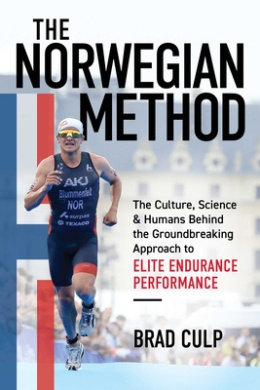 THE
NORWEGIAN
METHOD
The Culture, Science
& Humans Behind
the Groundbreaking
Approach to
ELITE ENDURANCE
PERFORMANCE
BRAD CULP
AKJ
Blummenfelt
NOR